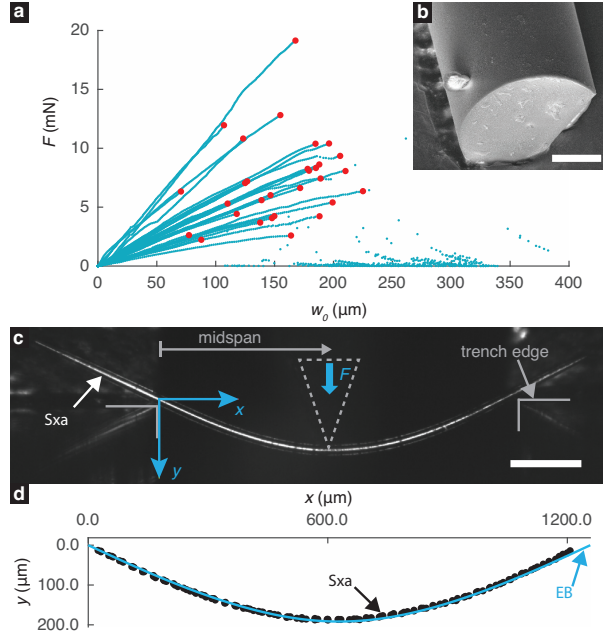 a
F (mN)
20
15
10
5
0
0 50 100 150 200 250 300 350 400
w₀ (μm)
b
c
midspan
trench edge
F
Sxa
x
y
d
x
(μm)
0.0 600.0 1200.0
y (μm)
0.0
100.0
200.0
Sxa
EB